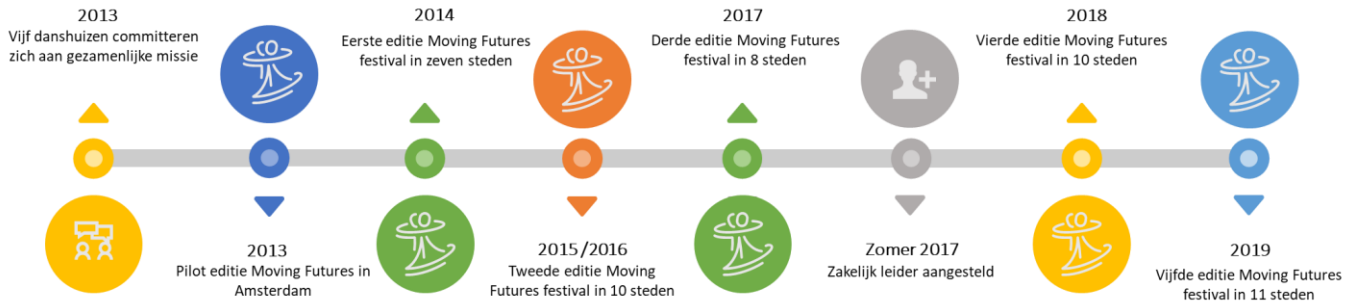 2013
Vijf danshuizen committeren
zich aan gezamenlijke missie
2013
Pilot editie Moving Futures in
Amsterdam
2014
Eerste editie Moving Futures
festival in zeven steden
2015/2016
Tweede editie Moving
Futures festival in 10 steden
2017
Derde editie Moving Futures
festival in 8 steden
Zomer 2017
Zakelijk leider aangesteld
2018
Vierde editie Moving Futures
festival in 10 steden
2019
Vijfde editie Moving Futures
festival in 11 steden